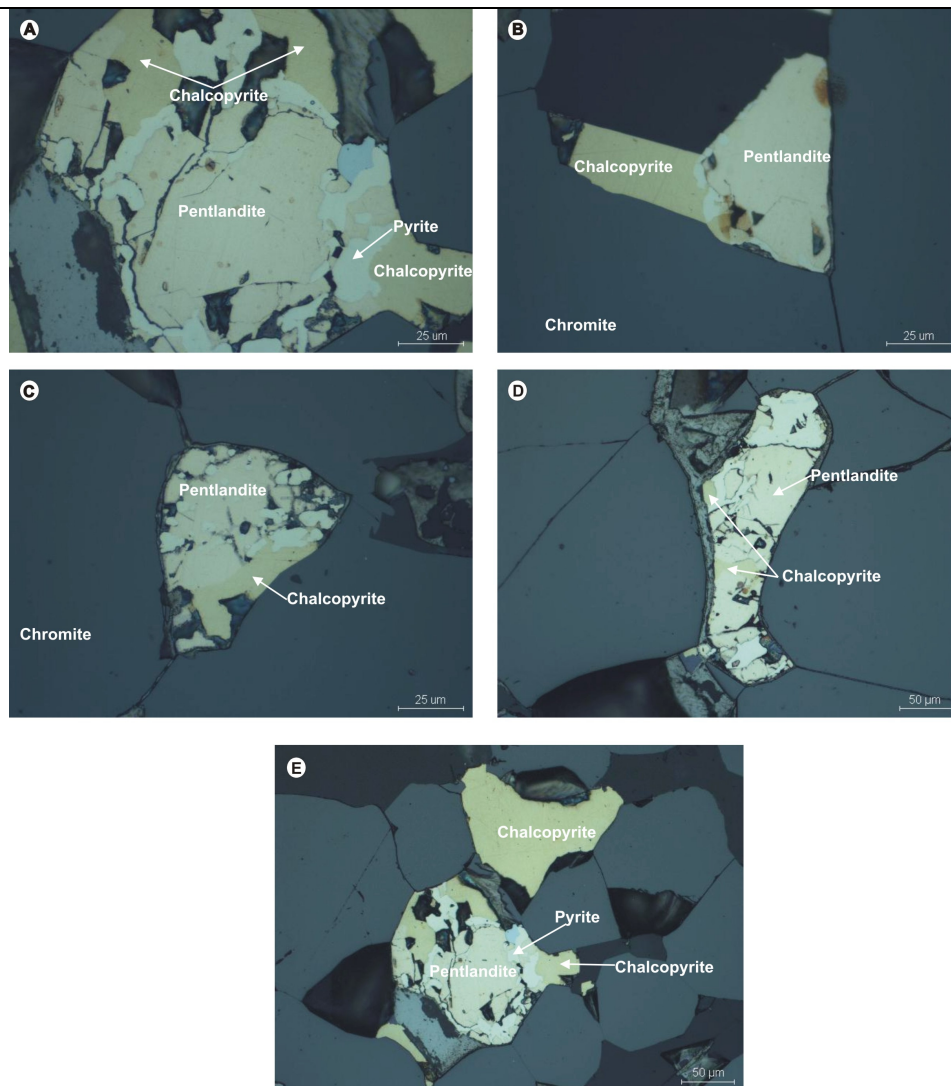 A
Chalcopyrite
Pentlandite
Pyrite
Chalcopyrite
25 um
B
Chalcopyrite
Pentlandite
Chromite
25 um
C
Pentlandite
Chalcopyrite
Chromite
25 um
D
Pentlandite
Chalcopyrite
50 µm
E
Chalcopyrite
Pyrite
Pentlandite
Chalcopyrite
50 µm